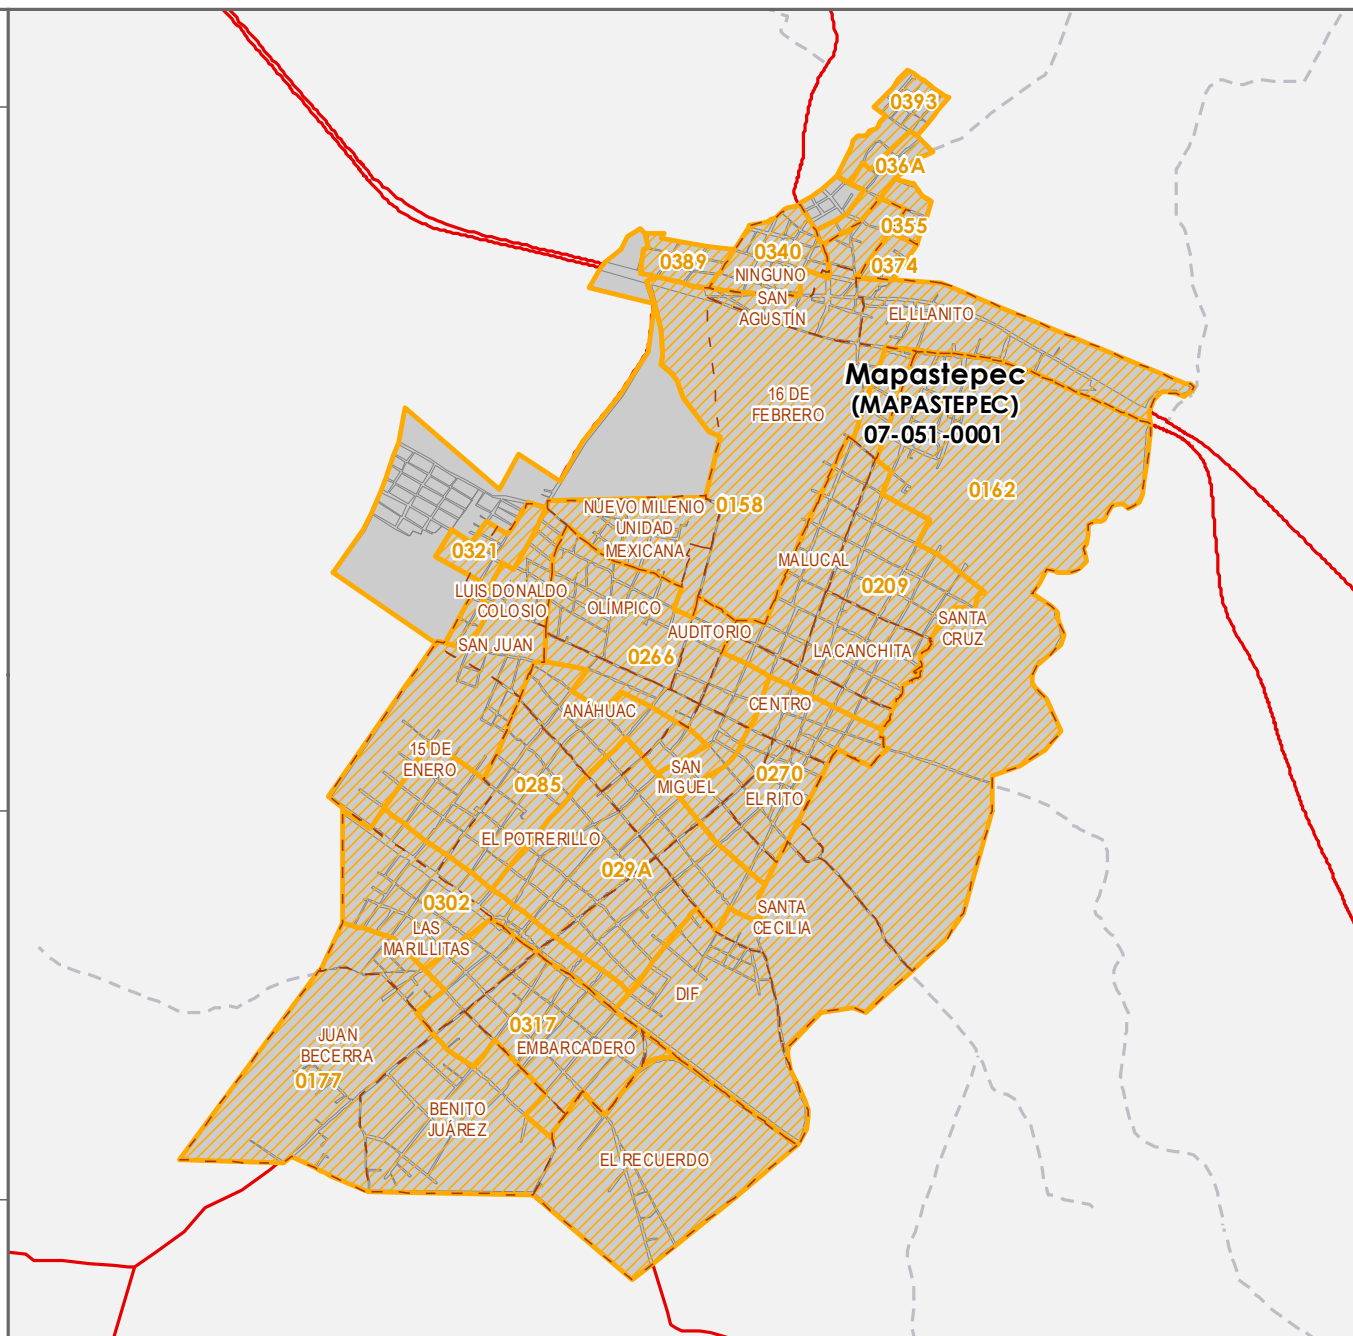 0393
036A
0355
0340
0389
0374
NINGUNO
SAN
AGUSTÍN
EL LLANITO
Mapastepec
(MAPASTEPEC)
07-051-0001
16 DE
FEBRERO
0162
0158
NUEVO MILENIO
UNIDAD
MEXICANA
0321
MALUCAL
0209
LUIS DONALDO
COLOSIO
OLÍMPICO
SANTA
CRUZ
AUDITORIO
SAN JUAN
0266
LA CANCHITA
ANÁHUAC
CENTRO
15 DE
ENERO
0285
SAN
MIGUEL
0270
EL RITO
EL POTRERILLO
029A
0302
LAS
MARILLITAS
SANTA
CECILIA
DIF
0317
EMBARCADERO
JUAN
BECERRA
0177
BENITO
JUÁREZ
EL RECUERDO